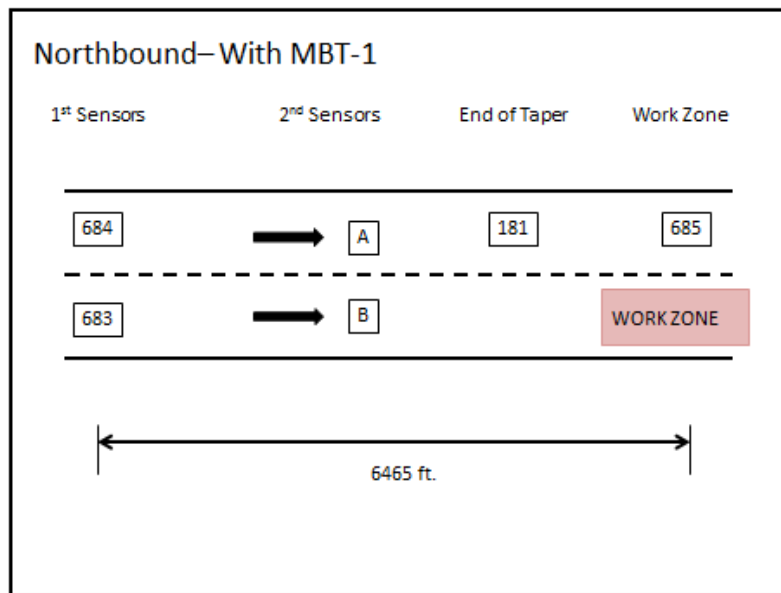 Northbound– With MBT-1
1st Sensors 2nd Sensors End of Taper Work Zone
684 A 181 685
683 B WORK ZONE
6465 ft.